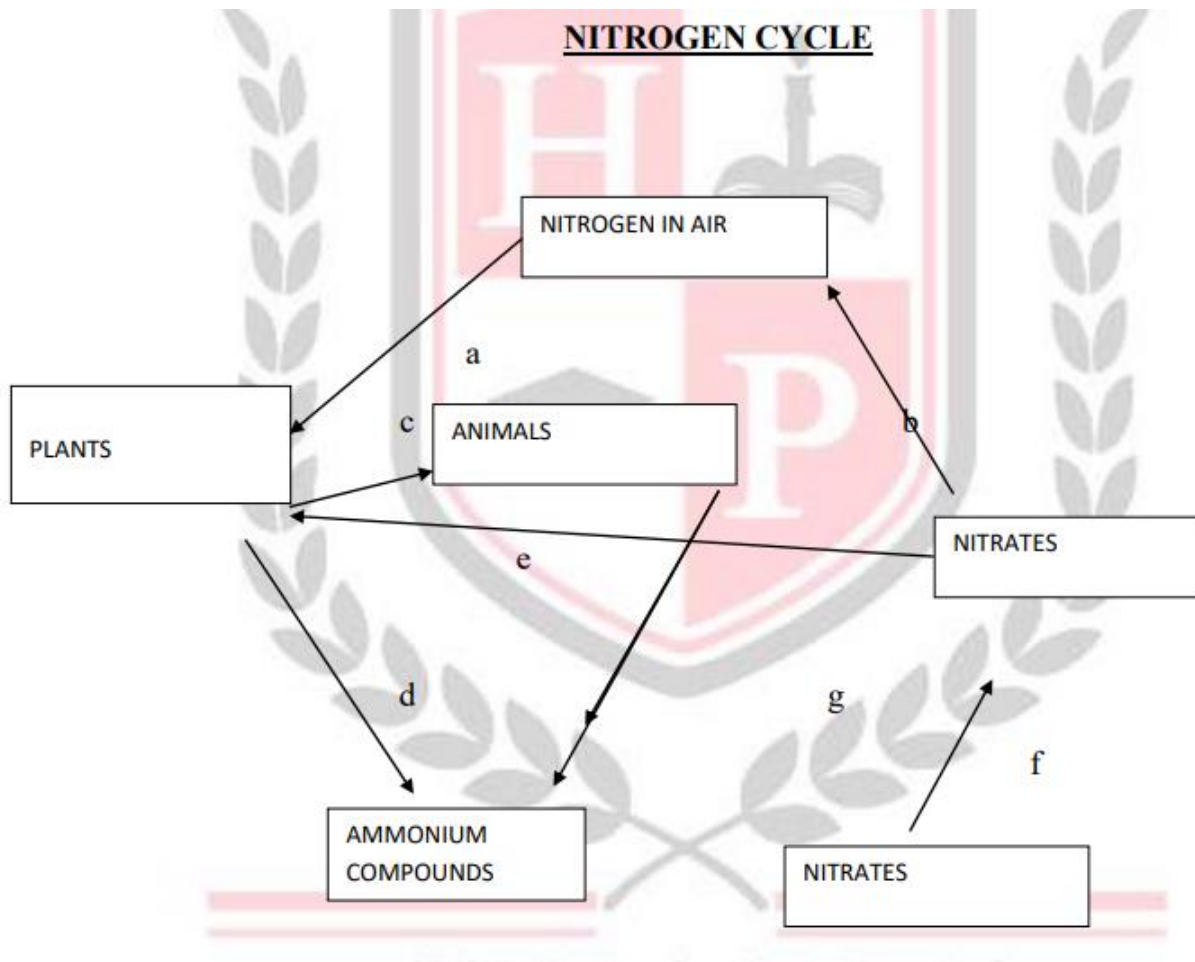 NITROGEN CYCLE
H
NITROGEN IN AIR
a
P
c
ANIMALS
b
PLANTS
NITRATES
e
d
g
f
AMMONIUM
COMPOUNDS
NITRATES